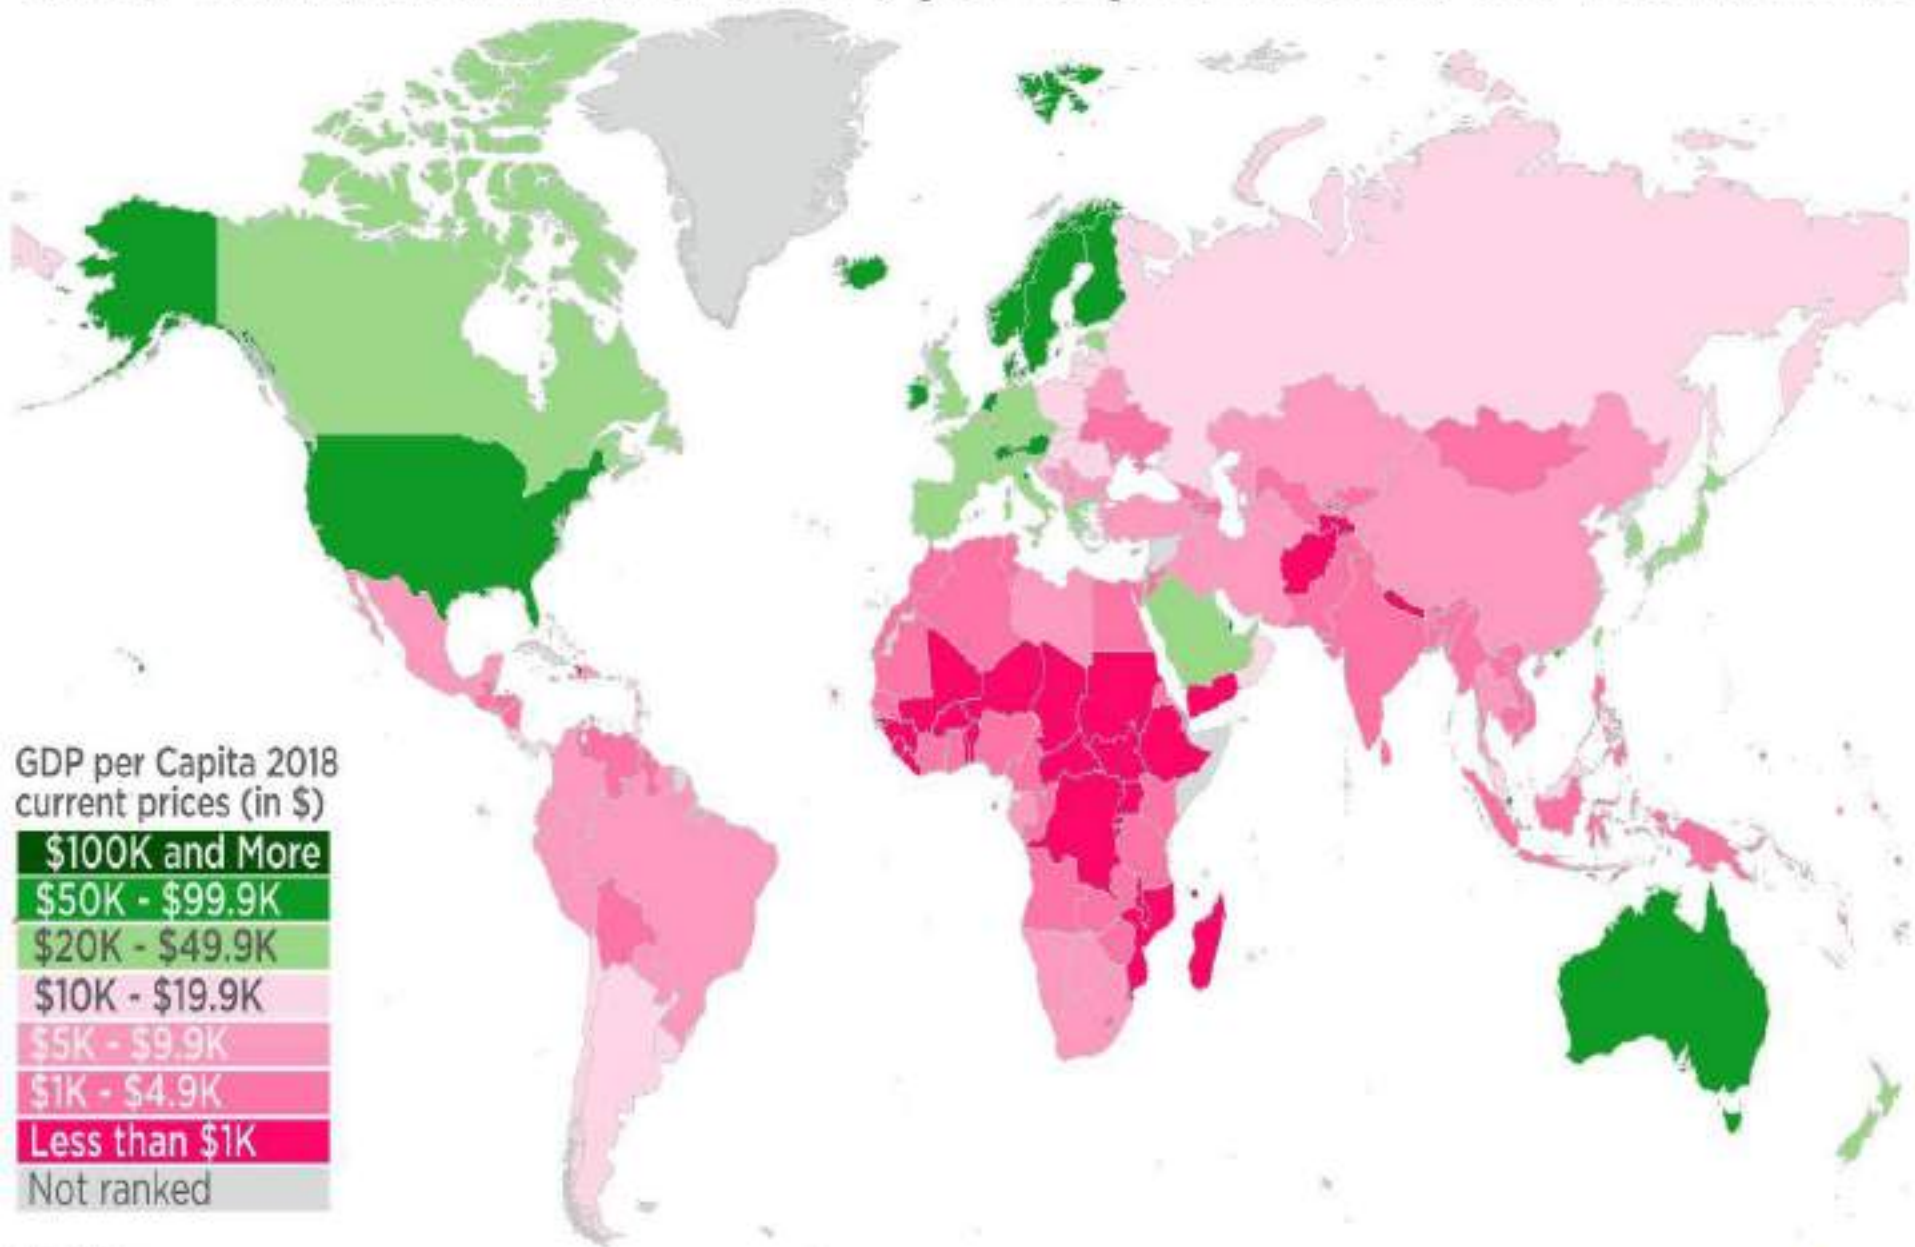 GDP per Capita 2018
current prices (in $)
$100K and More
$50K - $99.9K
$20K - $49.9K
$10K - $19.9K
$5K - $9.9K
$1K - $4.9K
Less than $1K
Not ranked